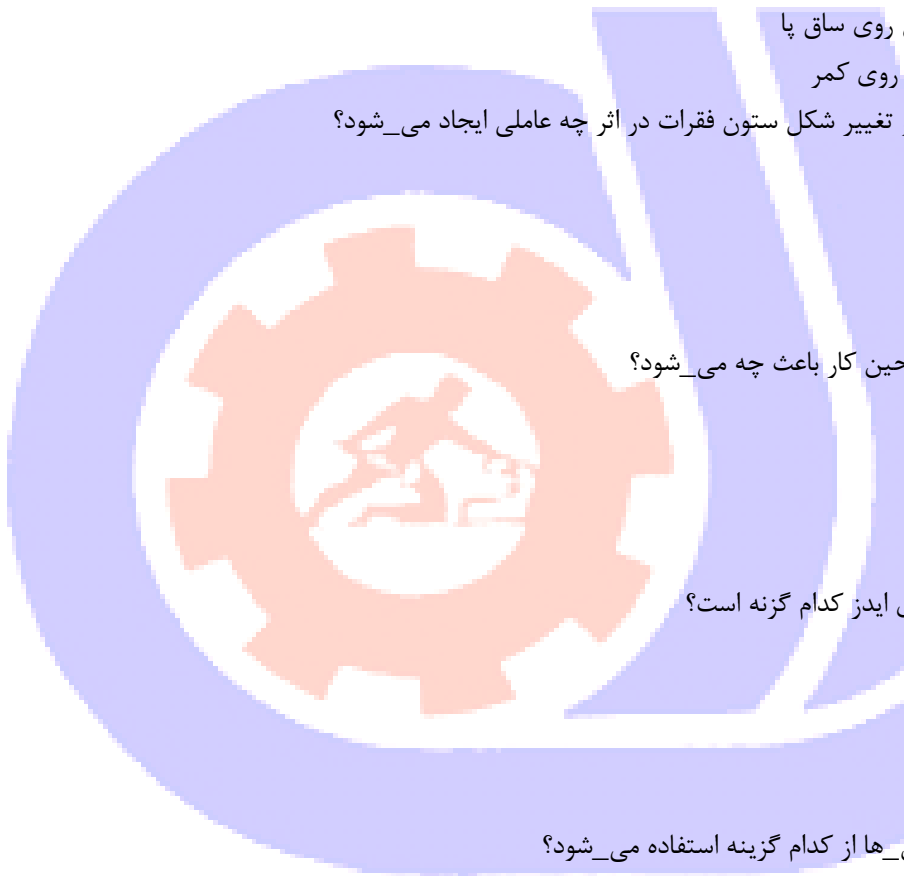 روی ساق پا
روی کمر
تغییر شکل ستون فقرات در اثر چه عاملی ایجاد می_شود؟
حین کار باعث چه می_شود؟
ایدز کدام گزنه است؟
_ها از کدام گزینه استفاده می_شود؟